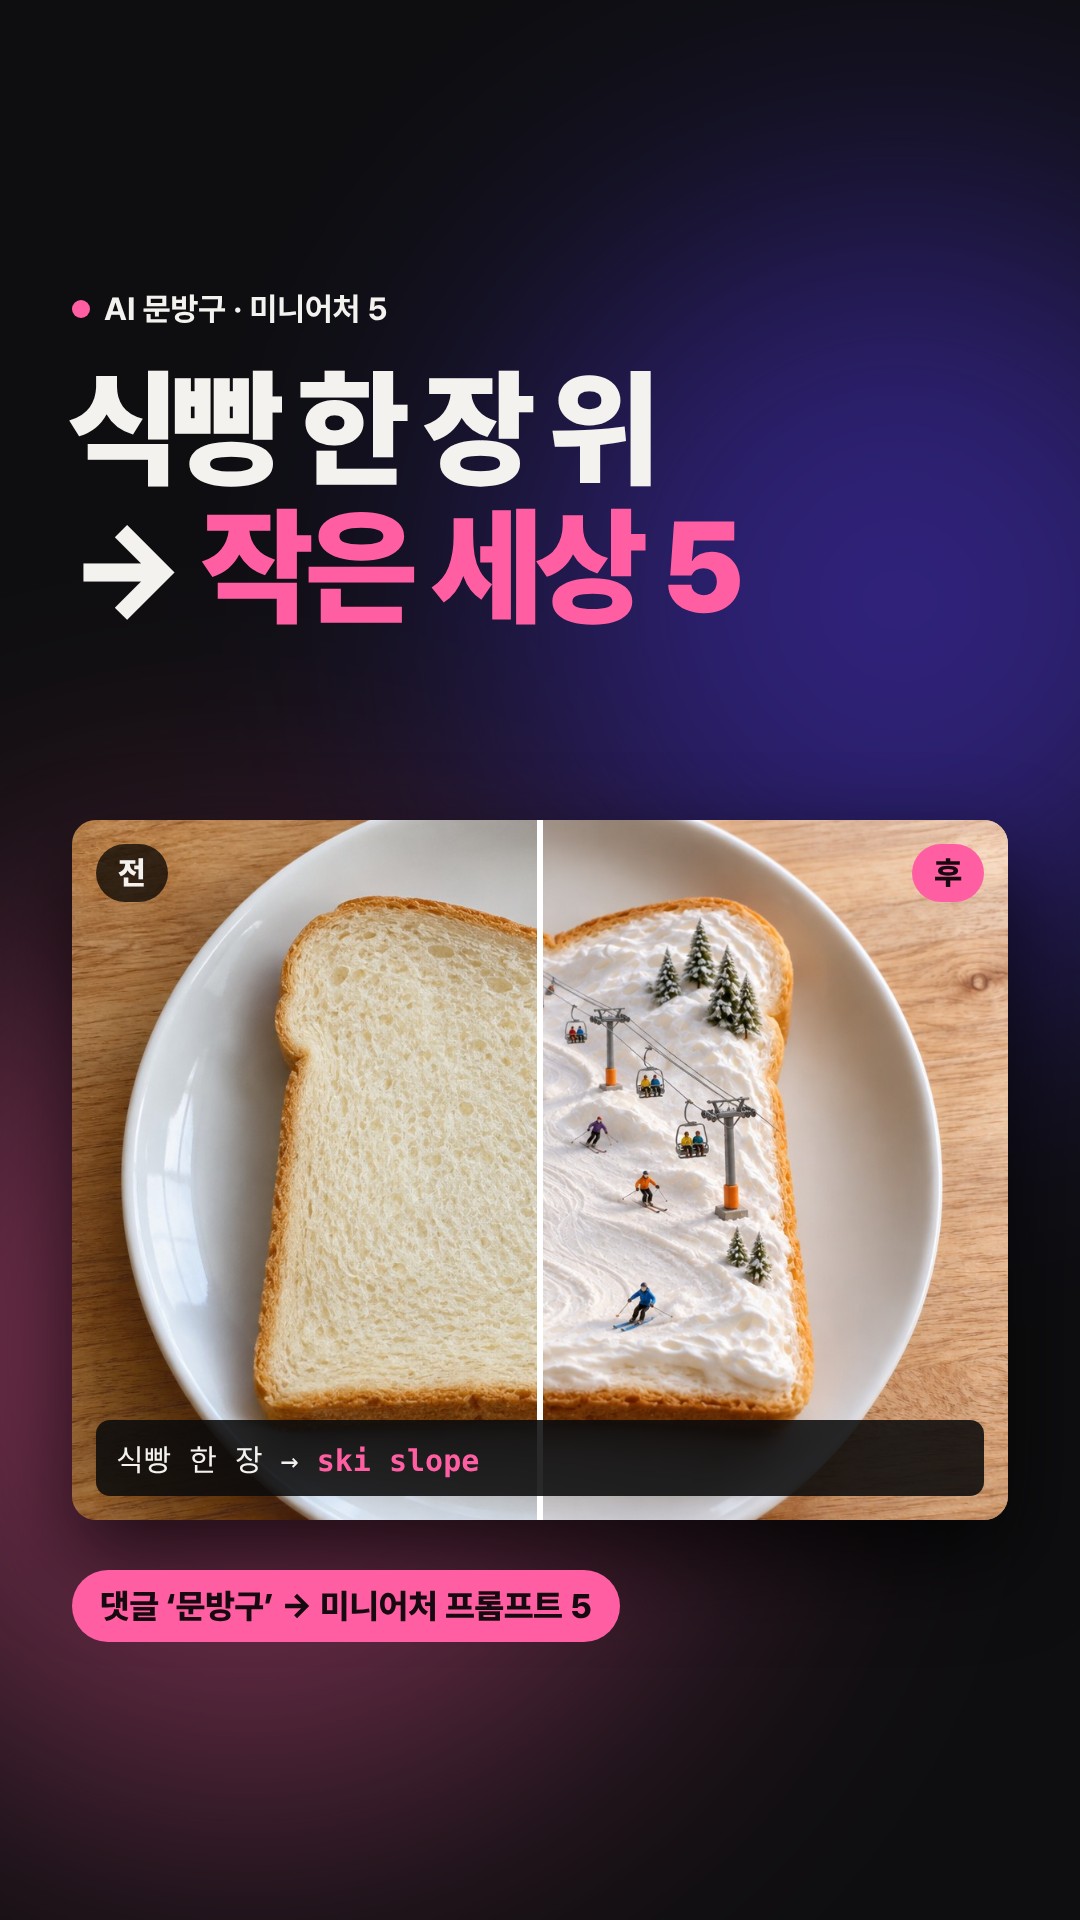 AI 문방구 · 미니어처 5
식빵 한 장 위
→ 작은 세상 5
전
후
식빵 한 장 → ski slope
댓글 ‘문방구’ → 미니어처 프롬프트 5